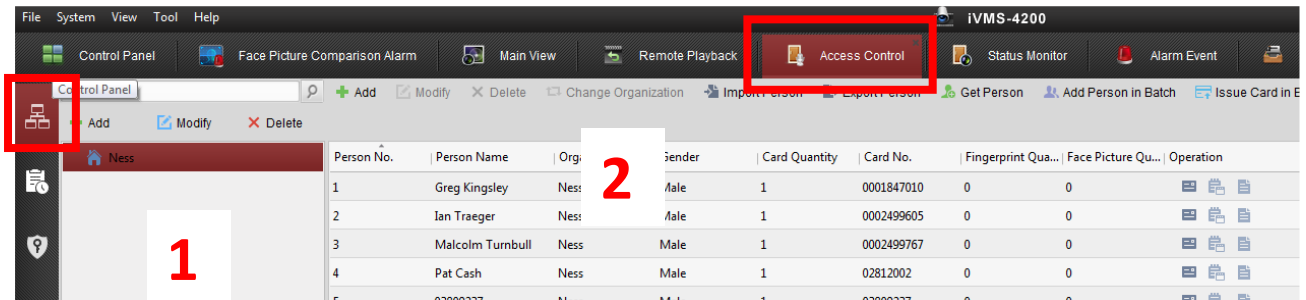 File System View Tool Help iVMS-4200
Control Panel Face Picture Comparison Alarm Main View Remote Playback Access Control Status Monitor Alarm Event
Control Panel Add Modify Delete Change Organization Import Person Export Person Get Person Add Person in Batch Issue Card in
Add Modify Delete
Ness
Person No. Person Name Gender Card Quantity Card No. Fingerprint Qua... Face Picture Qu... Operation
1 Greg Kingsley Ness Male 1 0001847010 0 0
2 Ian Traeger Ness Male 1 0002499605 0 0
3 Malcolm Turnbull Ness Male 1 0002499767 0 0
4 Pat Cash Ness Male 1 02812002 0 0
1
2